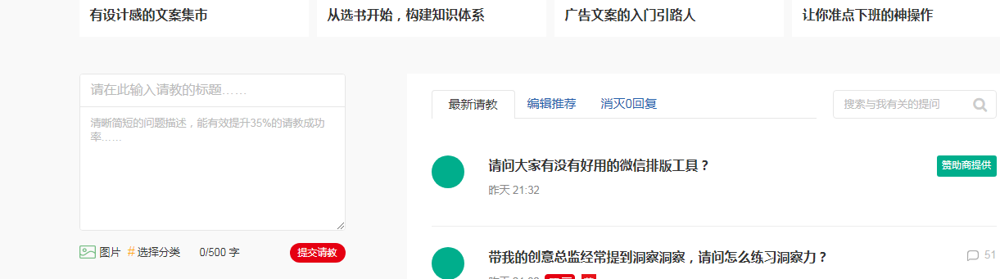 有设计感的文案集市
从选书开始，构建知识体系
广告文案的入门引路人
让你准点下班的神操作
请在此输入请教的标题……
清晰简短的问题描述，能有效提升35%的请教成功
率……
图片 #选择分类 0/500 字 提交请教
最新请教 编辑推荐 消灭0回复 搜索与我有关的提问
请问大家有没有好用的微信排版工具？ 赞助商提供
昨天 21:32
带我的创意总监经常提到洞察洞察，请问怎么练习洞察力？ 51